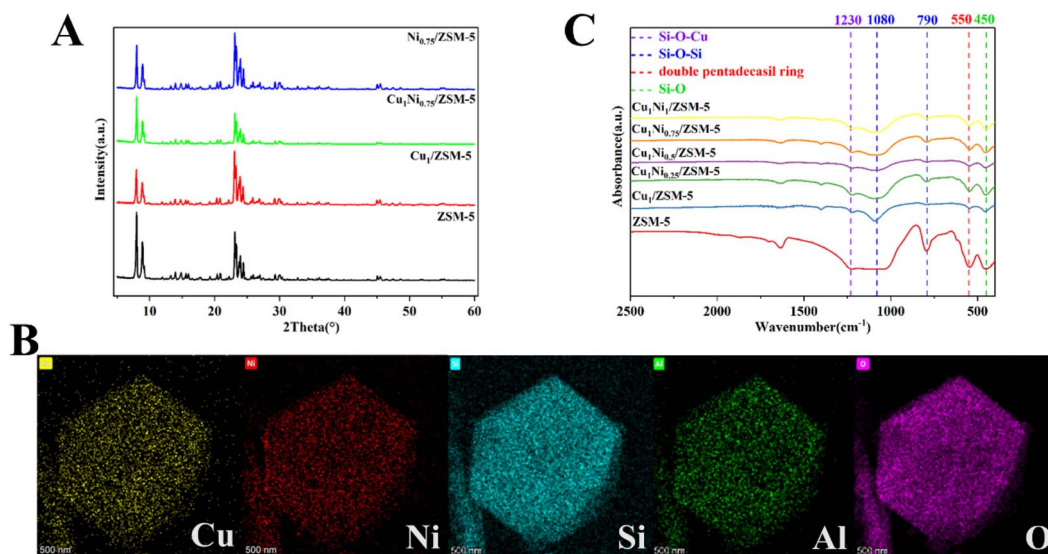 A
Ni0.75/ZSM-5
Cu1Ni0.75/ZSM-5
Cu1/ZSM-5
ZSM-5
Intensity(a.u.)
10 20 30 40 50 60
2Theta(°)
C
1230 1080 790 550 450
Si-O-Cu
Si-O-Si
double pentadecasil ring
Si-O
Cu1Ni1/ZSM-5
Cu1Ni0.75/ZSM-5
Cu1Ni0.5/ZSM-5
Cu1Ni0.25/ZSM-5
Cu1/ZSM-5
ZSM-5
Absorbance(a.u.)
2500 2000 1500 1000 500
Wavenumber(cm-1)
B
Ni Si Al O
Cu Ni Si Al O
500 nm 500 nm 500 nm 500 nm 500 nm